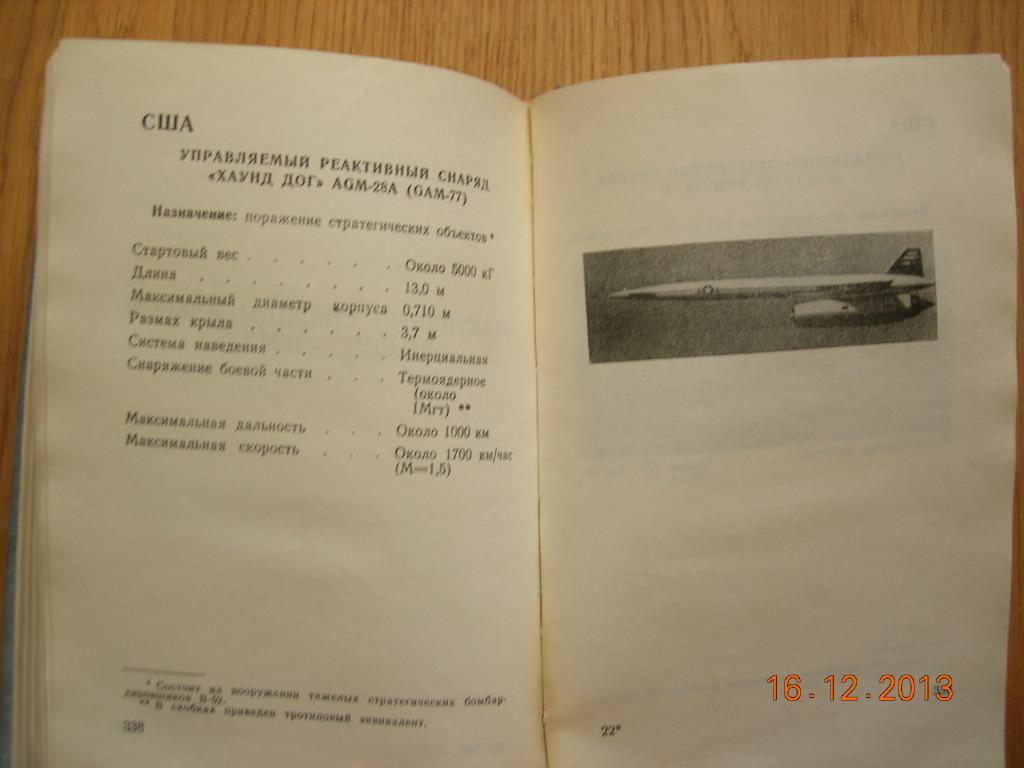 США
УПРАВЛЯЕМЫЙ РЕАКТИВНЫЙ СНАРЯД
«ХАУНД ДОГ» AGM-28A (GAM-77)
Назначение: поражение стратегических объектов*
Стартовый вес . . . . . . Около 5000 кГ
Длина . . . . . . . . 13,0 м
Максимальный диаметр корпуса 0,710 м
Размах крыла . . . . . . 3,7 м
Система наведения . . . . . Инерциальная
Снаряжение боевой части . . . Термоядерное
(около
1Мгт) **
Максимальная дальность . . . Около 1000 км
Максимальная скорость . . . Около 1700 км/час
(М=1,5)
* Состоит на вооружении тяжелых стратегических бомбар-
дировщиков В-52.
** В скобках приведен тротиловый эквивалент.
338
22*
16.12.2013